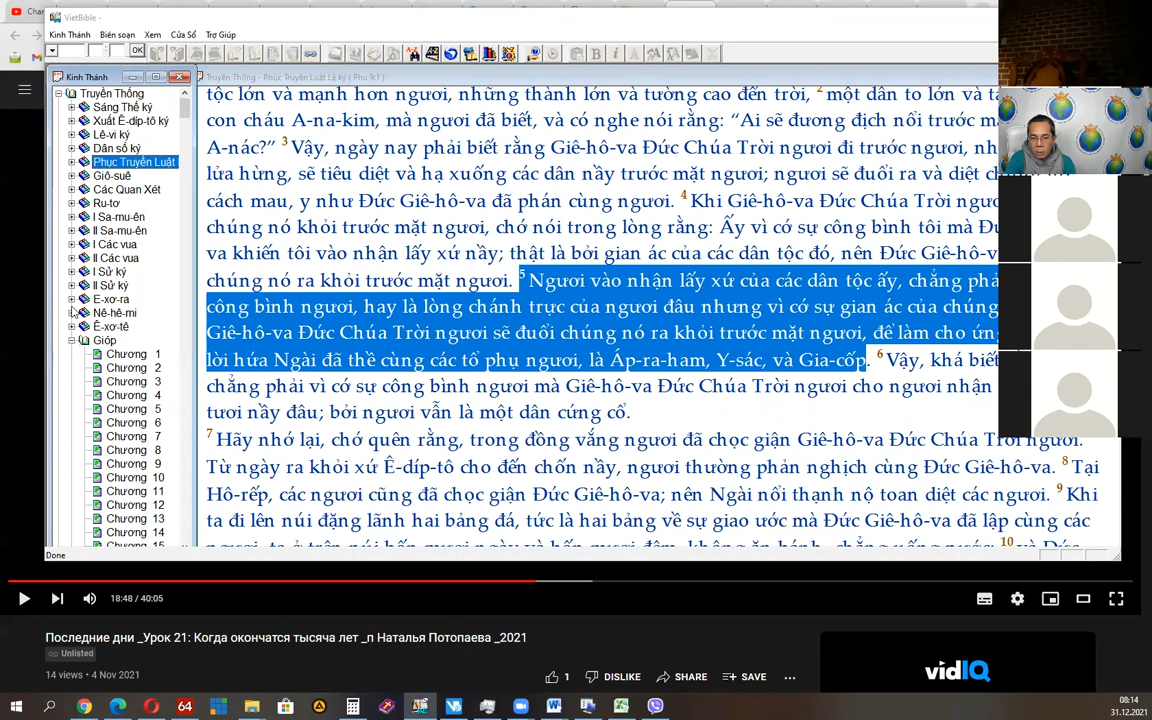 VietBible -
Kinh Thánh Biên soạn Xem Cửa Sổ Trợ Giúp
OK
Kinh Thánh
Truyền Thống - Phục Truyền Luật Lệ ký ( Phu 9:1 )
Truyền Thống
Sáng Thế ký
Xuất Ê-díp-tô ký
Lê-vi ký
Dân số ký
Phục Truyền Luật
Giô-suê
Các Quan Xét
Ru-tơ
I Sa-mu-ên
II Sa-mu-ên
I Các vua
II Các vua
I Sử ký
II Sử ký
E-xơ-ra
Nê-hê-mi
Ê-xơ-tê
Gióp
Chương 1
Chương 2
Chương 3
Chương 4
Chương 5
Chương 6
Chương 7
Chương 8
Chương 9
Chương 10
Chương 11
Chương 12
Chương 13
Chương 14
Chương 15
tộc lớn và mạnh hơn ngươi, những thành lớn và tường cao đến trời, 2 một dân to lớn và
con cháu A-na-kim, mà ngươi đã biết, và có nghe nói rằng: “Ai sẽ đương địch nổi trước
A-nác?” 3 Vậy, ngày nay phải biết rằng Giê-hô-va Đức Chúa Trời ngươi đi trước ngươi,
lửa hừng, sẽ tiêu diệt và hạ xuống các dân nầy trước mặt ngươi; ngươi sẽ đuổi ra và diệt
cách mau, y như Đức Giê-hô-va đã phán cùng ngươi. 4 Khi Giê-hô-va Đức Chúa Trời
chúng nó khỏi trước mặt ngươi, chớ nói trong lòng rằng: Ấy vì cớ sự công bình tôi mà
va khiến tôi vào nhận lấy xứ nầy; thật là bởi gian ác của các dân tộc đó, nên Đức Giê-hô-v
chúng nó ra khỏi trước mặt ngươi. 5 Ngươi vào nhận lấy xứ của các dân tộc ấy, chẳng
công bình ngươi, hay là lòng chánh trực của ngươi đâu nhưng vì cớ sự gian ác của chúng
Giê-hô-va Đức Chúa Trời ngươi sẽ đuổi chúng nó ra khỏi trước mặt ngươi, để làm cho
lời hứa Ngài đã thề cùng các tổ phụ ngươi, là Áp-ra-ham, Y-sác, và Gia-cốp. 6 Vậy, khá biết
chẳng phải vì cớ sự công bình ngươi mà Giê-hô-va Đức Chúa Trời ngươi cho ngươi nhận
tươi nầy đâu; bởi ngươi vẫn là một dân cứng cổ.
7 Hãy nhớ lại, chớ quên rằng, trong đồng vắng ngươi đã chọc giận Giê-hô-va Đức Chúa Trời ngươi.
Từ ngày ra khỏi xứ Ê-díp-tô cho đến chốn nầy, ngươi thường phản nghịch cùng Đức Giê-hô-va. 8 Tại
Hô-rếp, các ngươi cũng đã chọc giận Đức Giê-hô-va; nên Ngài nổi thạnh nộ toan diệt các ngươi. 9 Khi
ta đi lên núi đặng lãnh hai bảng đá, tức là hai bảng về sự giao ước mà Đức Giê-hô-va đã lập cùng các
10
Done
18:48 / 40:05
Последние дни _Урок 21: Когда окончатся тысяча лет _п Наталья Потопаева _2021
Unlisted
14 views • 4 Nov 2021
1 DISLIKE SHARE SAVE
vidIQ
64
08:14
31.12.2021